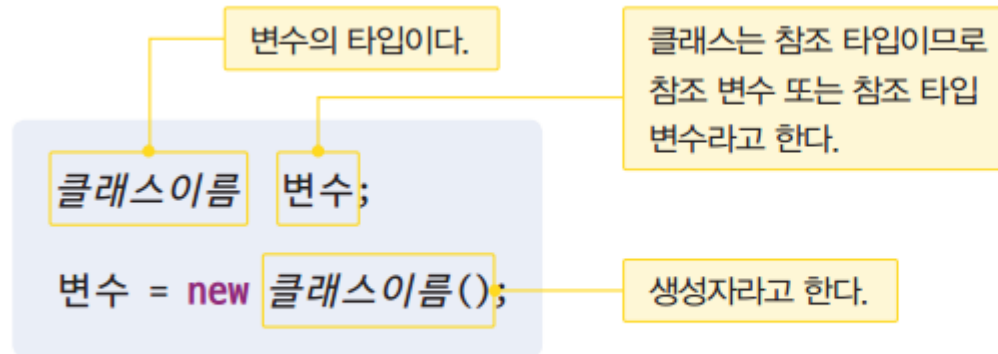 변수의 타입이다.
클래스는 참조 타입이므로
참조 변수 또는 참조 타입
변수라고 한다.
클래스이름 변수;
변수 = new 클래스이름();
생성자라고 한다.